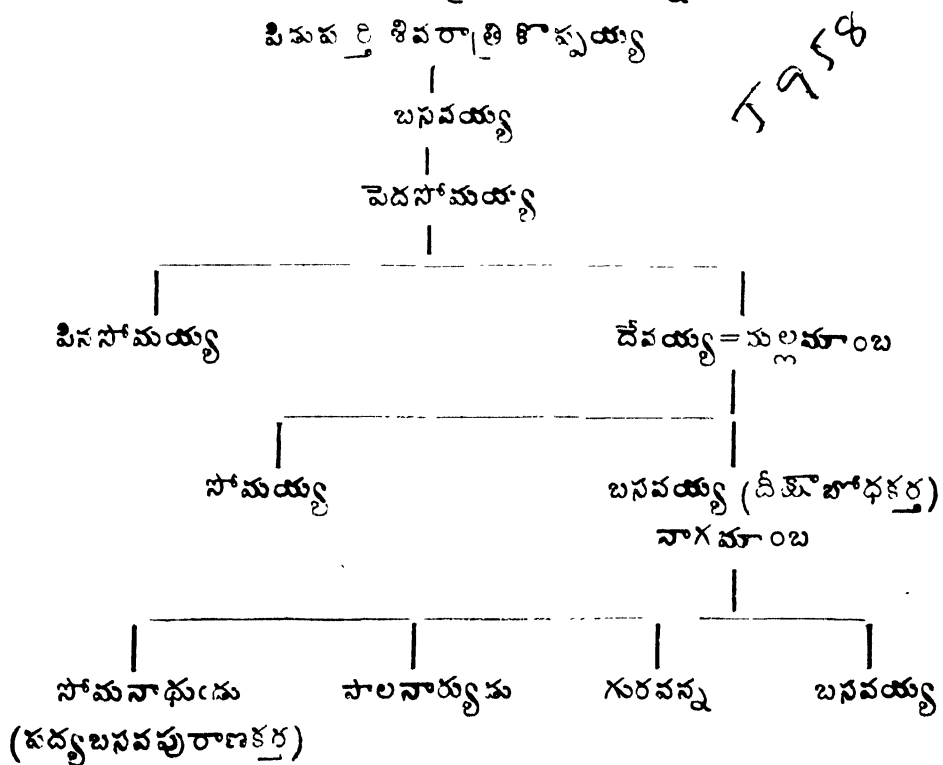 పిడుపర్తి శివరాత్రి కొప్పయ్య
T958
బసవయ్య
పెదసోమయ్య
పినసోమయ్య
దేవయ్య=మల్లమాంబ
సోమయ్య
బసవయ్య (దీక్షాబోధకర్త)
నాగమాంబ
సోమనాథుఁడు
పాలనార్యుడు
గురవన్న
బసవయ్య
(పద్యబసవపురాణకర్త)